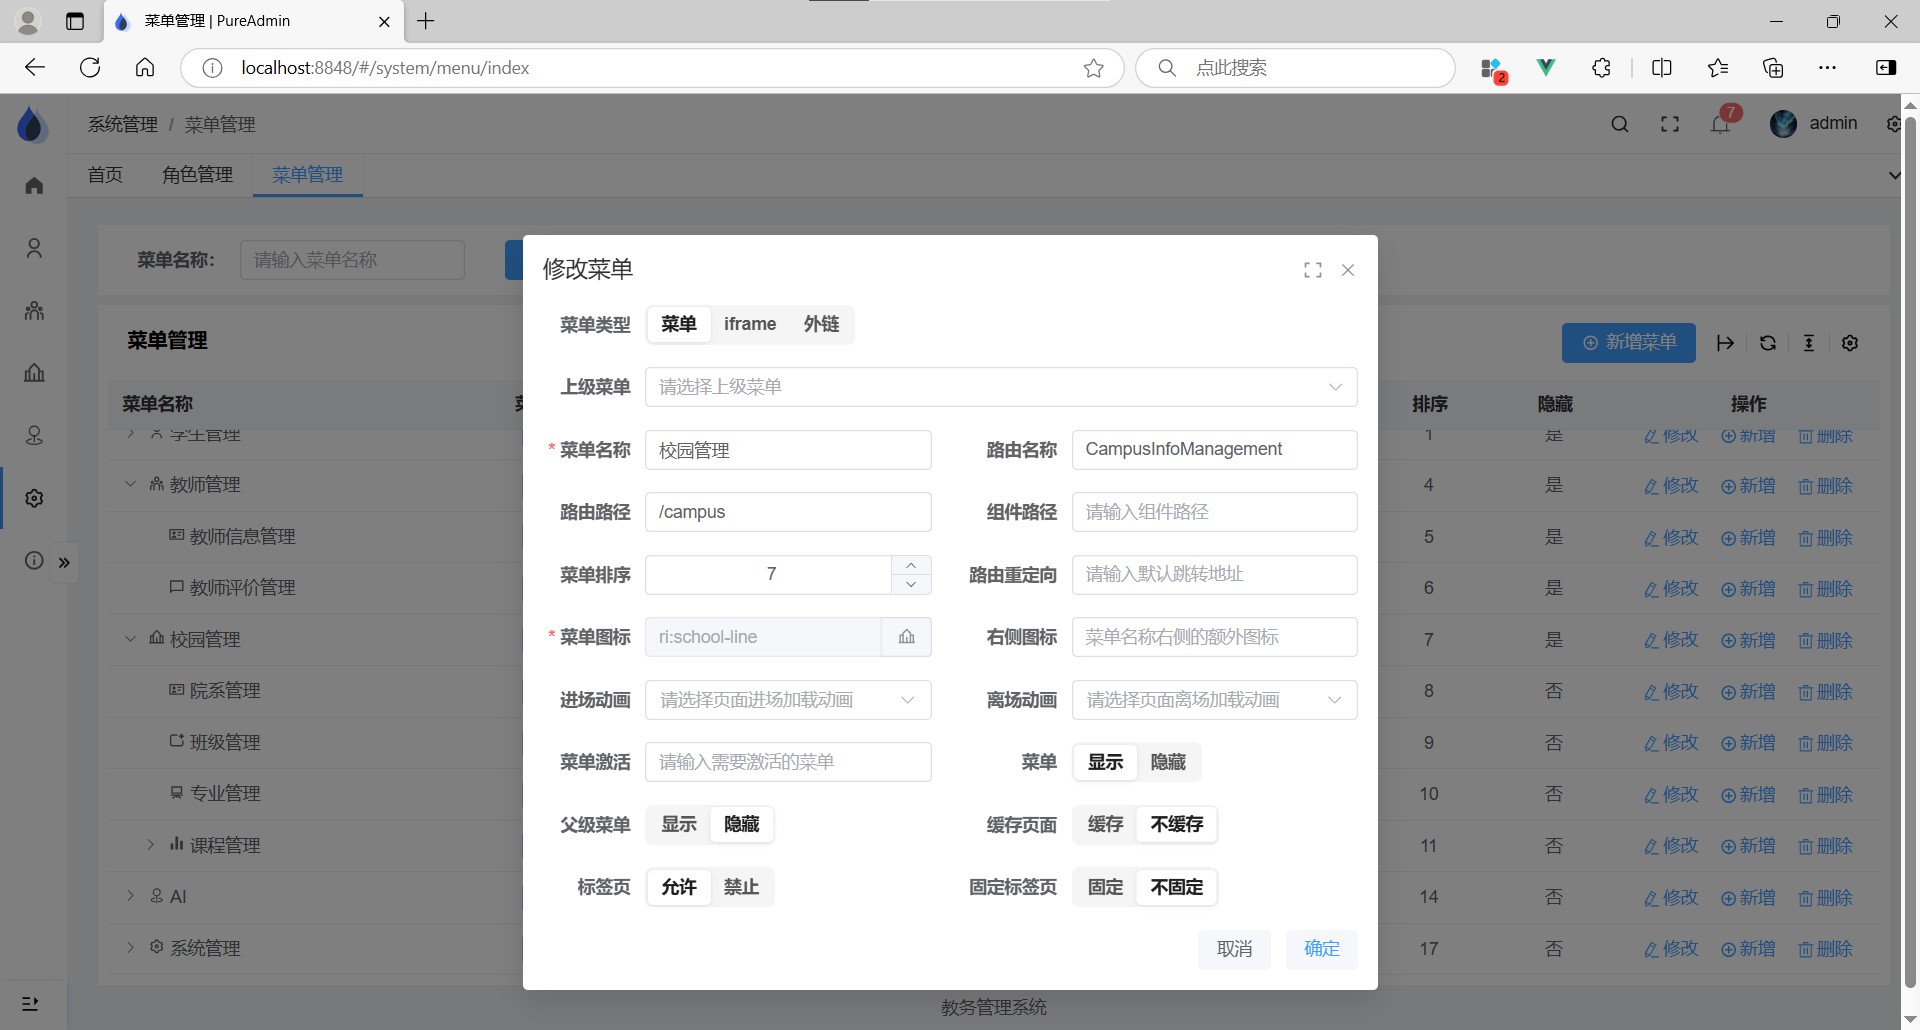 菜单管理 | PureAdmin
localhost:8848/#/system/menu/index
点此搜索
2
系统管理 / 菜单管理
7
admin
首页 角色管理 菜单管理
菜单名称: 请输入菜单名称
菜单管理
新增菜单
菜单名称
排序 隐藏 操作
学生管理 1 是 修改 新增 删除
教师管理 4 是 修改 新增 删除
教师信息管理 5 是 修改 新增 删除
教师评价管理 6 是 修改 新增 删除
校园管理 7 是 修改 新增 删除
院系管理 8 否 修改 新增 删除
班级管理 9 否 修改 新增 删除
专业管理 10 否 修改 新增 删除
课程管理 11 否 修改 新增 删除
AI 14 否 修改 新增 删除
系统管理 17 否 修改 新增 删除
修改菜单
菜单类型 菜单 iframe 外链
上级菜单 请选择上级菜单
* 菜单名称 校园管理 路由名称 CampusInfoManagement
路由路径 /campus 组件路径 请输入组件路径
菜单排序 7 路由重定向 请输入默认跳转地址
* 菜单图标 ri:school-line 右侧图标 菜单名称右侧的额外图标
进场动画 请选择页面进场加载动画 离场动画 请选择页面离场加载动画
菜单激活 请输入需要激活的菜单 菜单 显示 隐藏
父级菜单 显示 隐藏 缓存页面 缓存 不缓存
标签页 允许 禁止 固定标签页 固定 不固定
取消 确定
教务管理系统